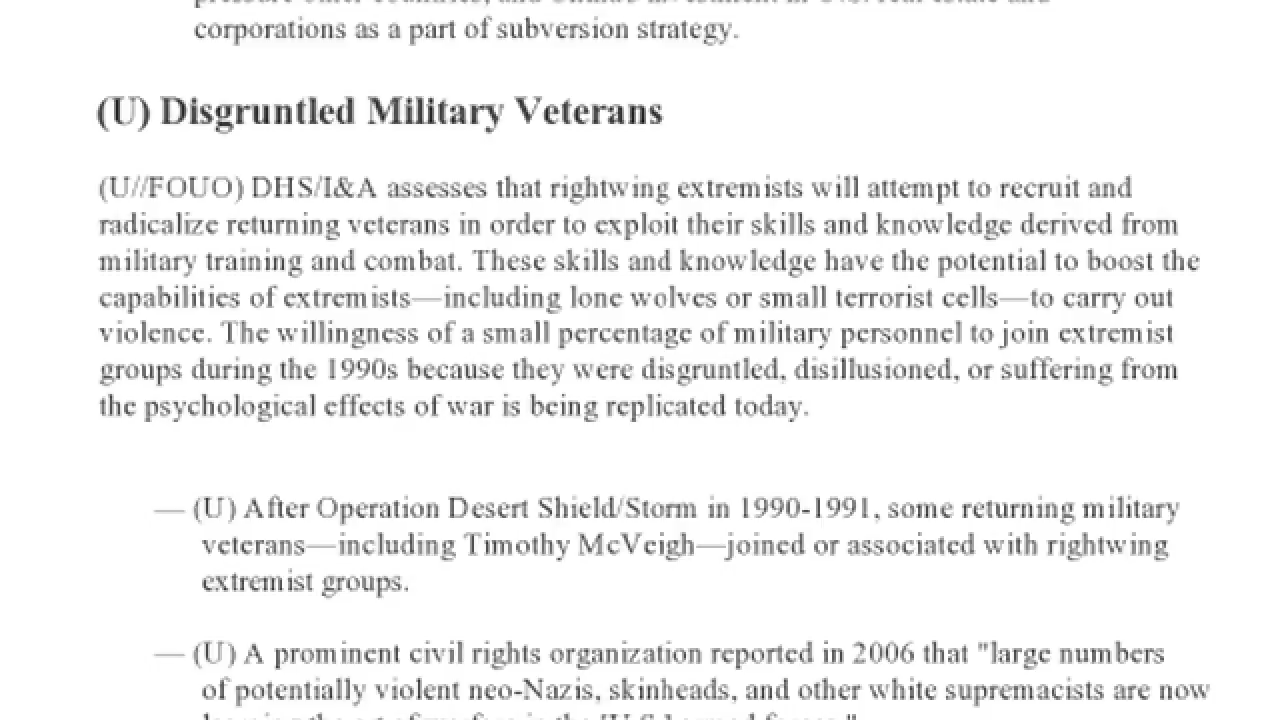 corporations as a part of subversion strategy.
(U) Disgruntled Military Veterans
(U//FOUO) DHS/I&A assesses that rightwing extremists will attempt to recruit and
radicalize returning veterans in order to exploit their skills and knowledge derived from
military training and combat. These skills and knowledge have the potential to boost the
capabilities of extremists—including lone wolves or small terrorist cells—to carry out
violence. The willingness of a small percentage of military personnel to join extremist
groups during the 1990s because they were disgruntled, disillusioned, or suffering from
the psychological effects of war is being replicated today.
— (U) After Operation Desert Shield/Storm in 1990-1991, some returning military
veterans—including Timothy McVeigh—joined or associated with rightwing
extremist groups.
— (U) A prominent civil rights organization reported in 2006 that "large numbers
of potentially violent neo-Nazis, skinheads, and other white supremacists are now